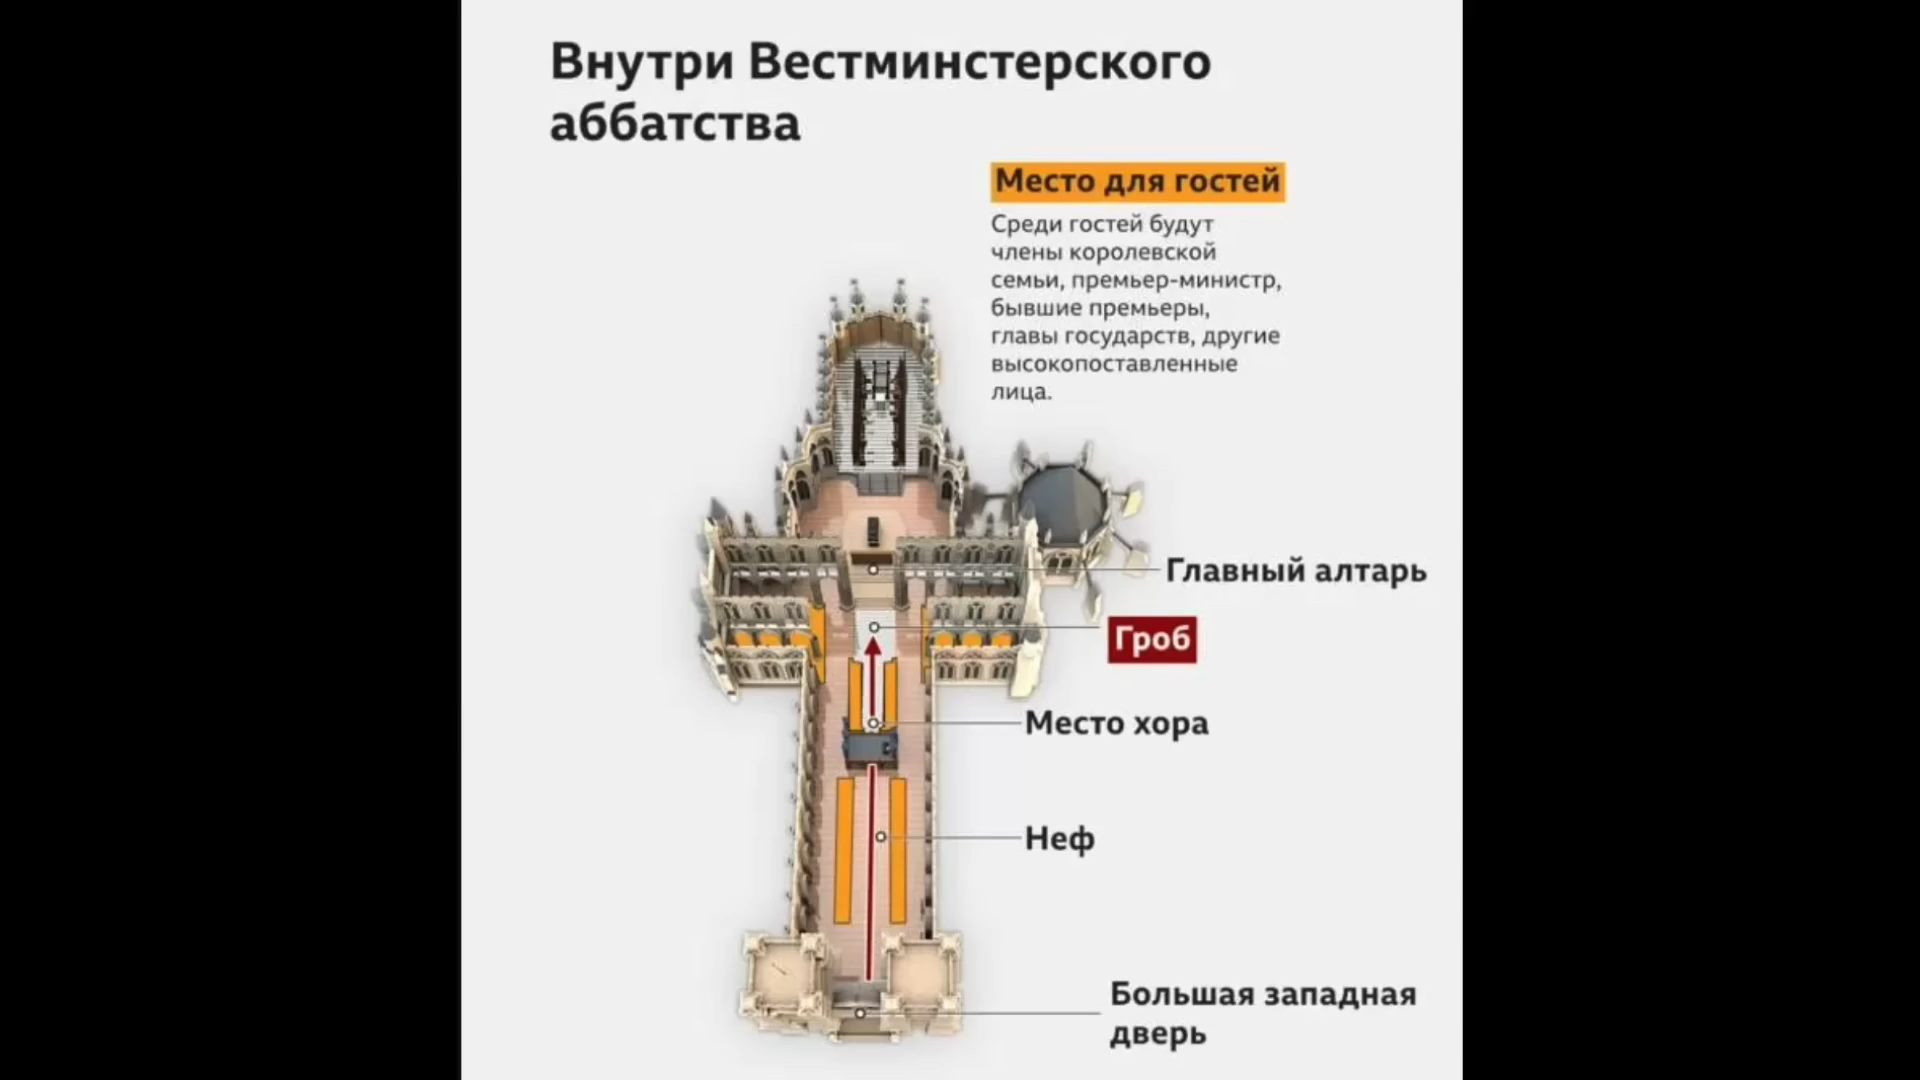 Внутри Вестминстерского
аббатства
Место для гостей
Среди гостей будут
члены королевской
семьи, премьер-министр,
бывшие премьеры,
главы государств, другие
высокопоставленные
лица.
Главный алтарь
Гроб
Место хора
Неф
Большая западная
дверь